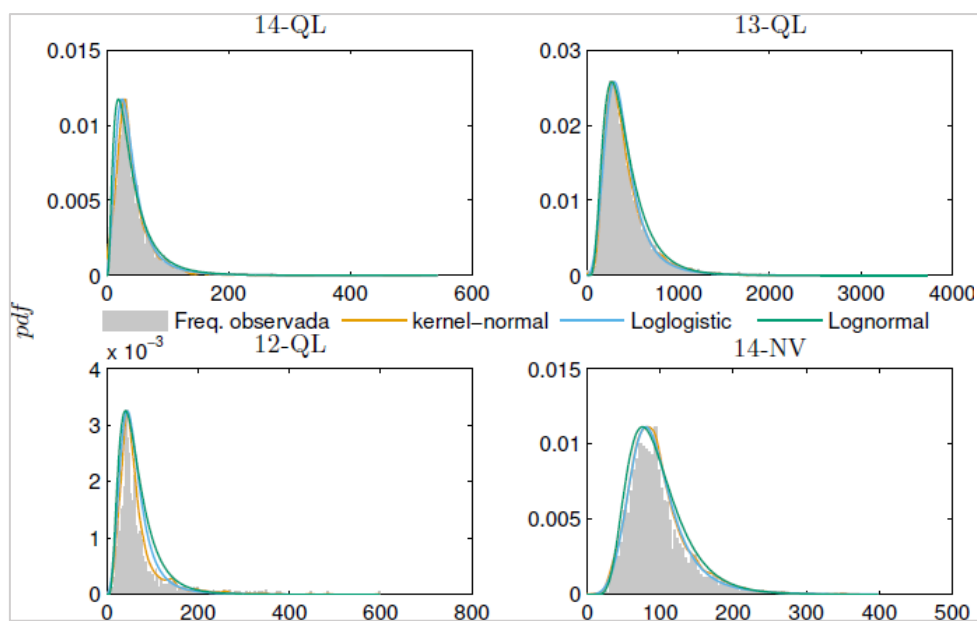 14-QL
0.015
0.01
0.005
0
0 200 400 600
13-QL
0.03
0.02
0.01
0
0 1000 2000 3000 4000
pdf
Freq. observada kernel-normal Loglogistic Lognormal
12-QL
x 10⁻³
4
3
2
1
0
0 200 400 600 800
14-NV
0.015
0.01
0.005
0
0 100 200 300 400 500